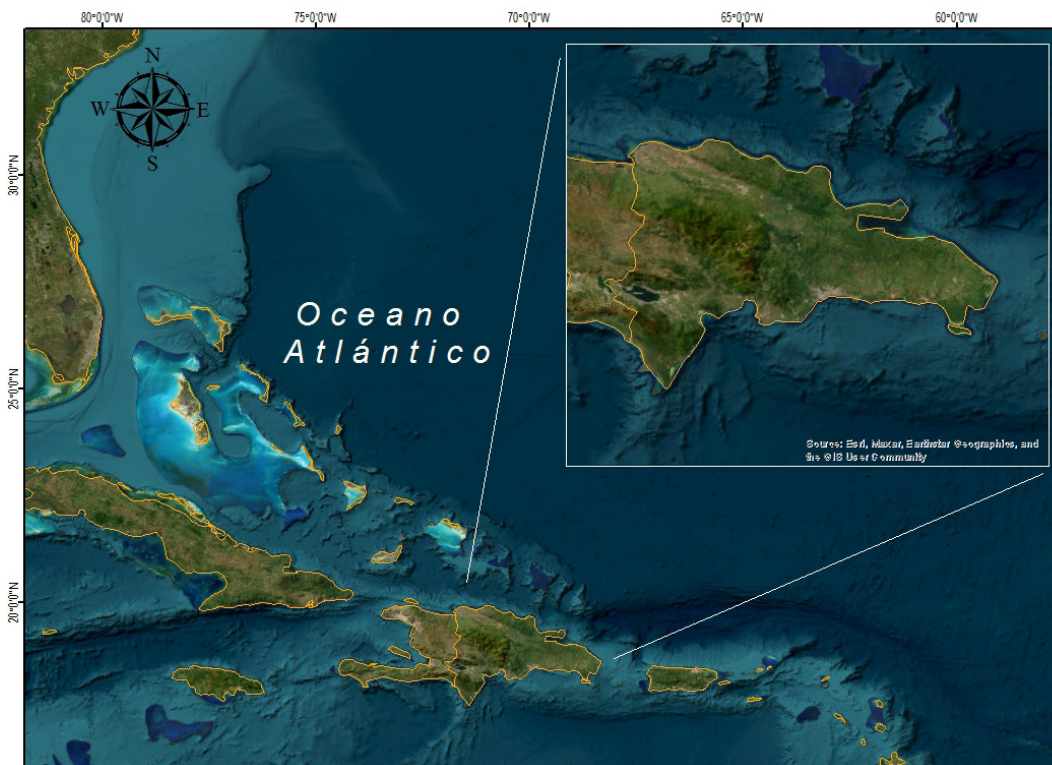 80°0'0"W 75°0'0"W 70°0'0"W 65°0'0"W 60°0'0"W
N
W E
S
30°0'0"N
25°0'0"N
20°0'0"N
Oceano
Atlántico
Source: Esri, Maxar, Earthstar Geographics, and
the GIS User Community